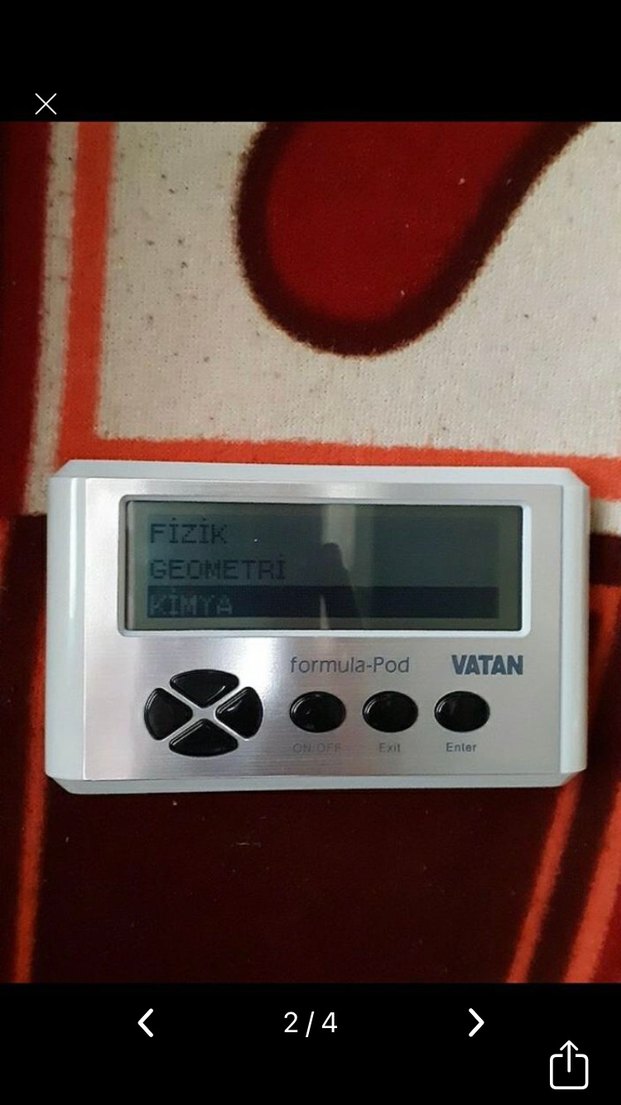 FİZİK
GEOMETRİ
KİMYA
formula-Pod VATAN
ON/OFF Exit Enter
2/4